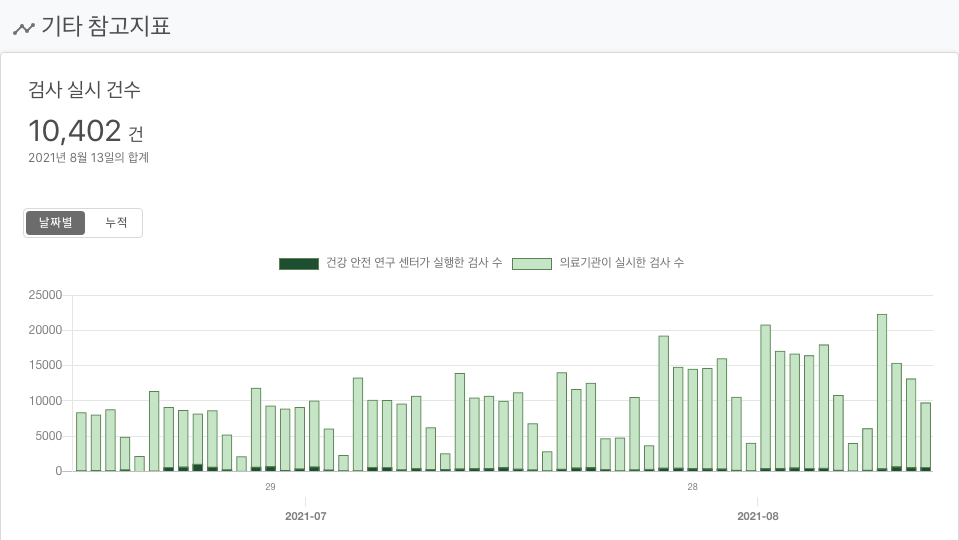 기타 참고지표
검사 실시 건수
10,402 건
2021년 8월 13일의 합계
날짜별 누적
건강 안전 연구 센터가 실행한 검사 수 의료기관이 실시한 검사 수
25000
20000
15000
10000
5000
0
29 28
2021-07 2021-08